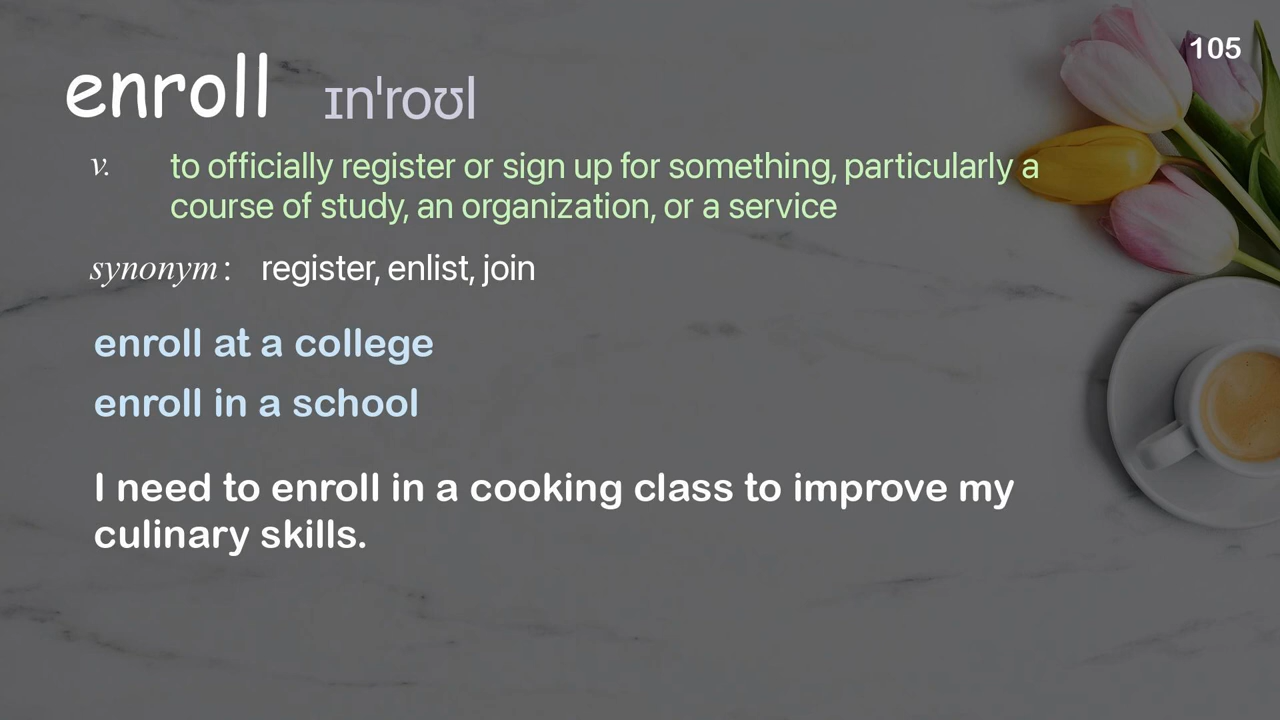 105
enroll ɪnˈroʊl
v. to officially register or sign up for something, particularly a
course of study, an organization, or a service
synonym: register, enlist, join
enroll at a college
enroll in a school
I need to enroll in a cooking class to improve my
culinary skills.